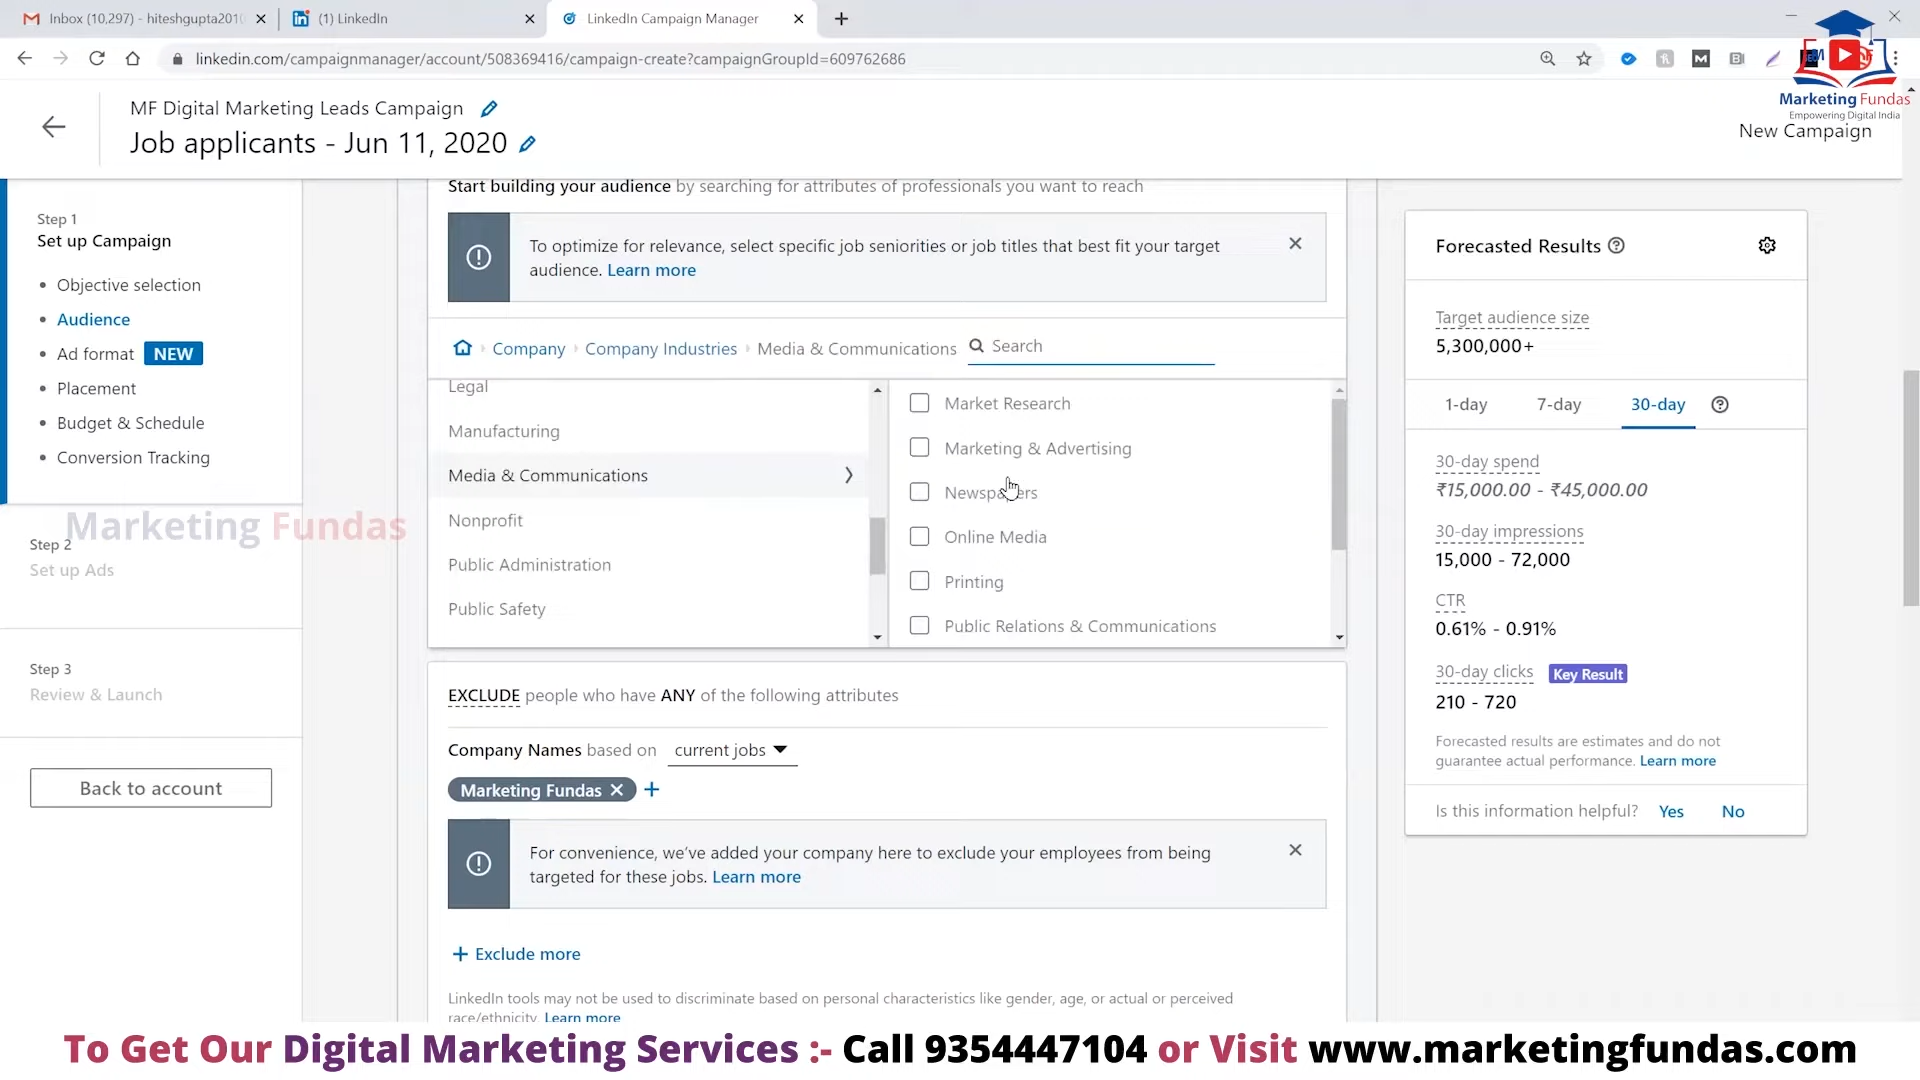 Inbox (10,297) - hiteshgupta201
(1) LinkedIn
LinkedIn Campaign Manager
linkedin.com/campaignmanager/account/508369416/campaign-create?campaignGroupId=609762686
Marketing Fundas
Empowering Digital India
MF Digital Marketing Leads Campaign
Job applicants - Jun 11, 2020
New Campaign
Step 1
Set up Campaign
• Objective selection
• Audience
• Ad format NEW
• Placement
• Budget & Schedule
• Conversion Tracking
Marketing Fundas
Step 2
Set up Ads
Step 3
Review & Launch
Back to account
Start building your audience by searching for attributes of professionals you want to reach
To optimize for relevance, select specific job seniorities or job titles that best fit your target
audience. Learn more
Company › Company Industries › Media & Communications Search
Legal
Manufacturing
Media & Communications
Nonprofit
Public Administration
Public Safety
Market Research
Marketing & Advertising
Newspapers
Online Media
Printing
Public Relations & Communications
EXCLUDE people who have ANY of the following attributes
Company Names based on current jobs
Marketing Fundas
For convenience, we've added your company here to exclude your employees from being
targeted for these jobs. Learn more
+ Exclude more
LinkedIn tools may not be used to discriminate based on personal characteristics like gender, age, or actual or perceived
race/ethnicity. Learn more
Forecasted Results
Target audience size
5,300,000+
1-day 7-day 30-day
30-day spend
₹15,000.00 - ₹45,000.00
30-day impressions
15,000 - 72,000
CTR
0.61% - 0.91%
30-day clicks Key Result
210 - 720
Forecasted results are estimates and do not
guarantee actual performance. Learn more
Is this information helpful? Yes No
To Get Our Digital Marketing Services :- Call 9354447104 or Visit www.marketingfundas.com